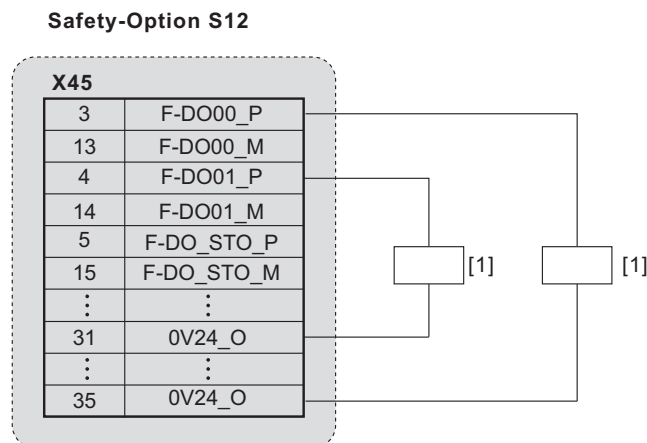 Safety-Option S12
X45
3 F-DO00_P
13 F-DO00_M
4 F-DO01_P
14 F-DO01_M
5 F-DO_STO_P
15 F-DO_STO_M
[1] [1]
⋮ ⋮
31 0V24_O
⋮ ⋮
35 0V24_O